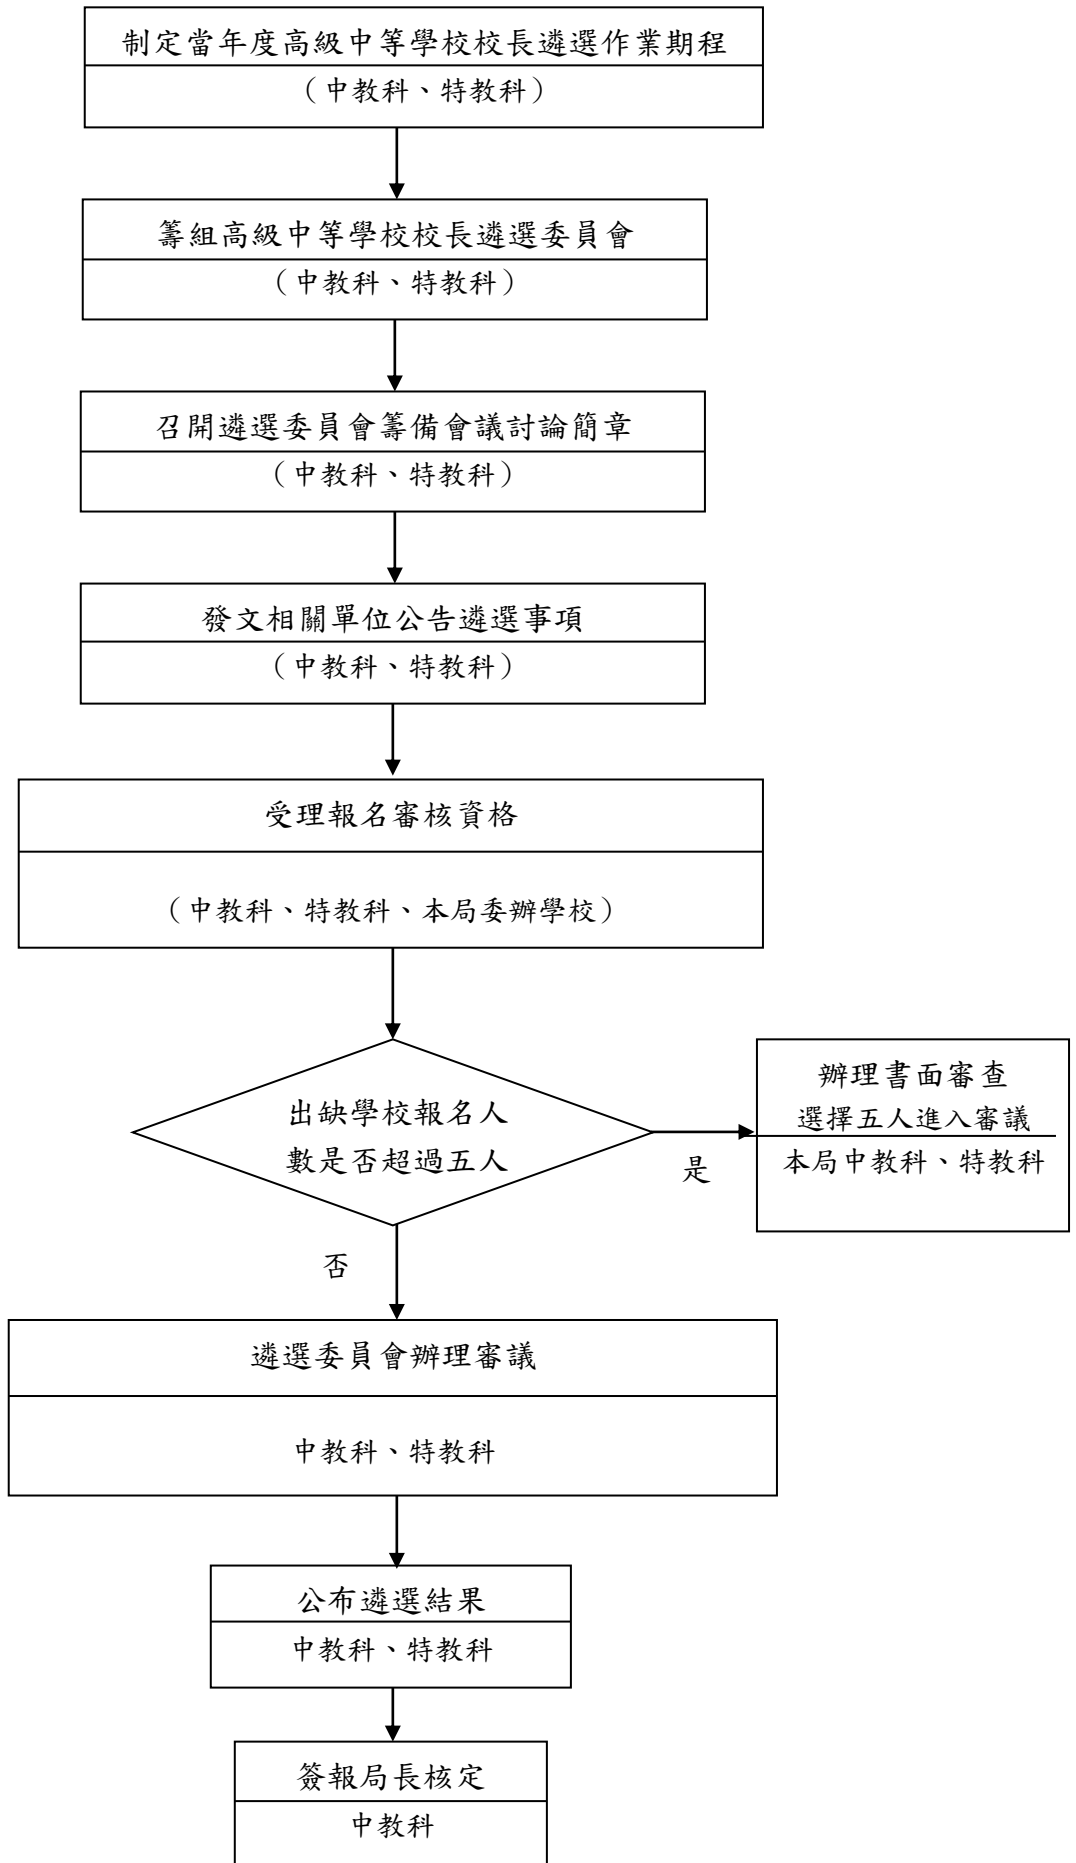 制定當年度高級中等學校校長遴選作業期程
（中教科、特教科）
籌組高級中等學校校長遴選委員會
（中教科、特教科）
召開遴選委員會籌備會議討論簡章
（中教科、特教科）
發文相關單位公告遴選事項
（中教科、特教科）
受理報名審核資格
（中教科、特教科、本局委辦學校）
出缺學校報名人
數是否超過五人
是
辦理書面審查
選擇五人進入審議
本局中教科、特教科
否
遴選委員會辦理審議
中教科、特教科
公布遴選結果
中教科、特教科
簽報局長核定
中教科